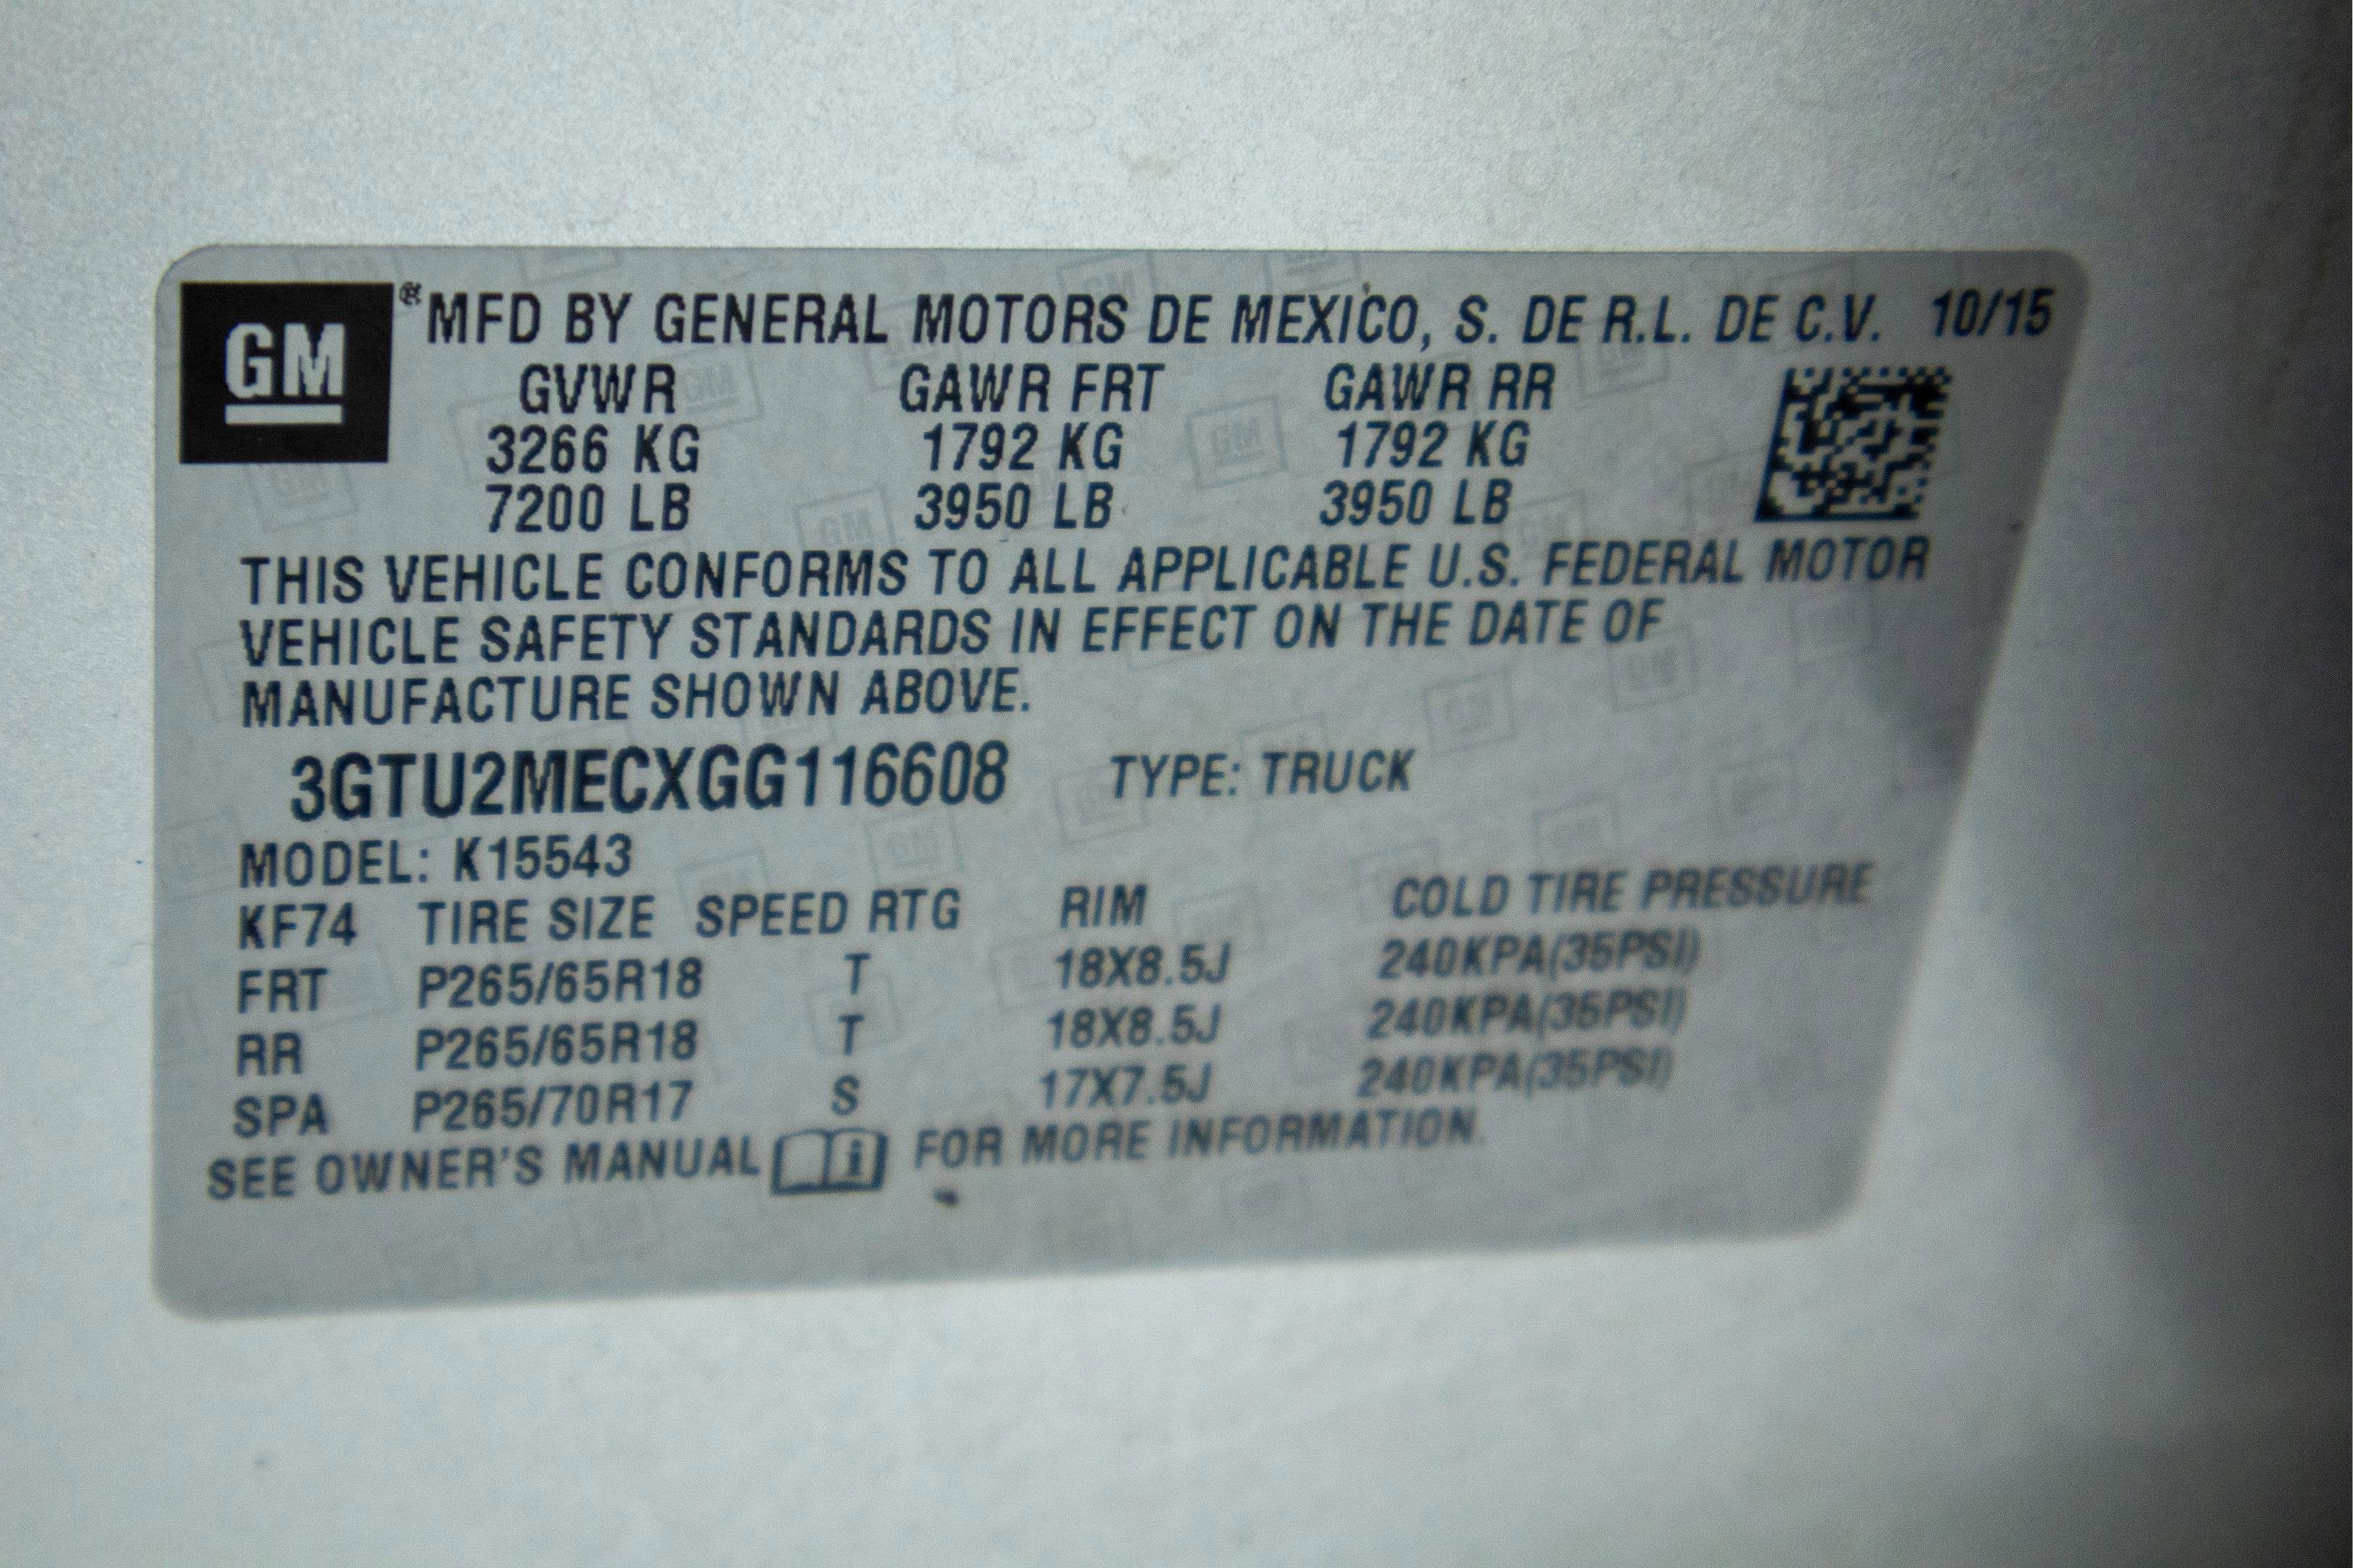 GM ® MFD BY GENERAL MOTORS DE MEXICO, S. DE R.L. DE C.V. 10/15
GVWR GAWR FRT GAWR RR
3266 KG 1792 KG 1792 KG
7200 LB 3950 LB 3950 LB
THIS VEHICLE CONFORMS TO ALL APPLICABLE U.S. FEDERAL MOTOR
VEHICLE SAFETY STANDARDS IN EFFECT ON THE DATE OF
MANUFACTURE SHOWN ABOVE.
3GTU2MECXGG116608 TYPE: TRUCK
MODEL: K15543
KF74 TIRE SIZE SPEED RTG RIM COLD TIRE PRESSURE
FRT P265/65R18 T 18X8.5J 240KPA(35PSI)
RR P265/65R18 T 18X8.5J 240KPA(35PSI)
SPA P265/70R17 S 17X7.5J 240KPA(35PSI)
SEE OWNER'S MANUAL i FOR MORE INFORMATION.